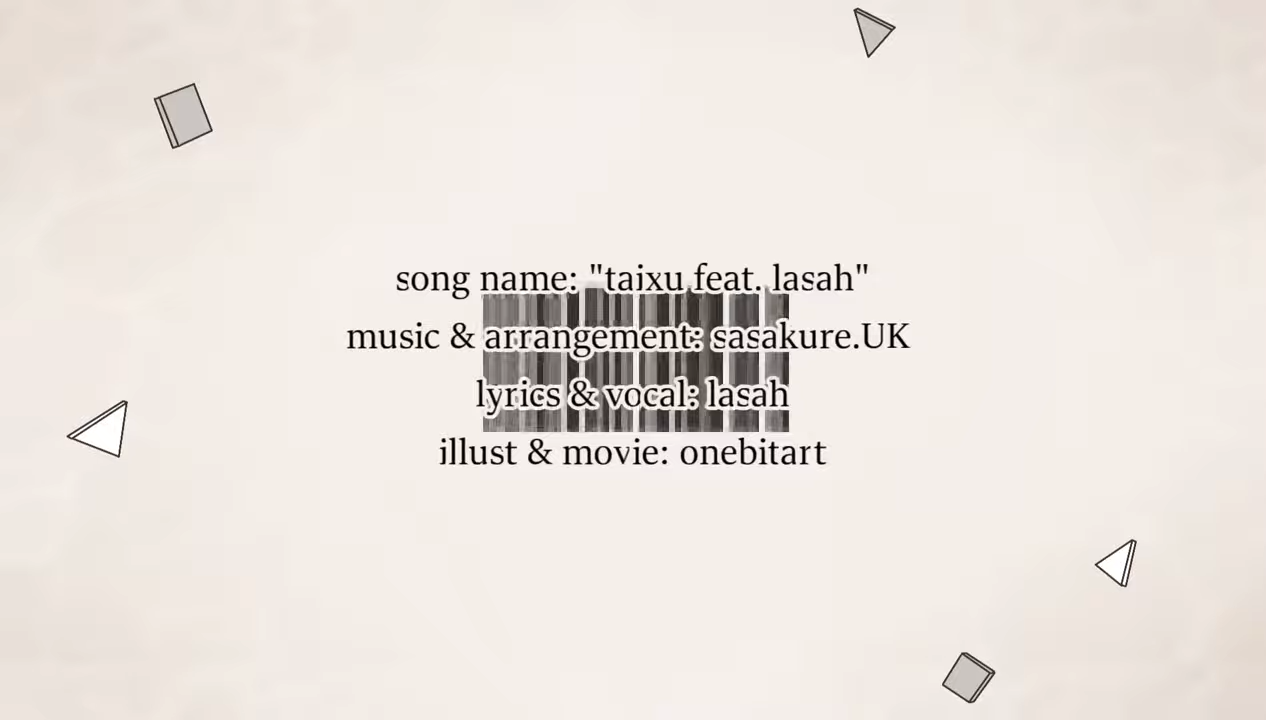 song name: "taixu feat. lasah"
music & arrangement: sasakure.UK
lyrics & vocal: lasah
illust & movie: onebitart